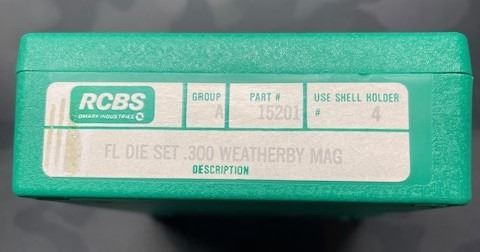 RCBS
OMARK INDUSTRIES
GROUP
A
PART #
15201
USE SHELL HOLDER
# 4
FL DIE SET .300 WEATHERBY MAG
DESCRIPTION